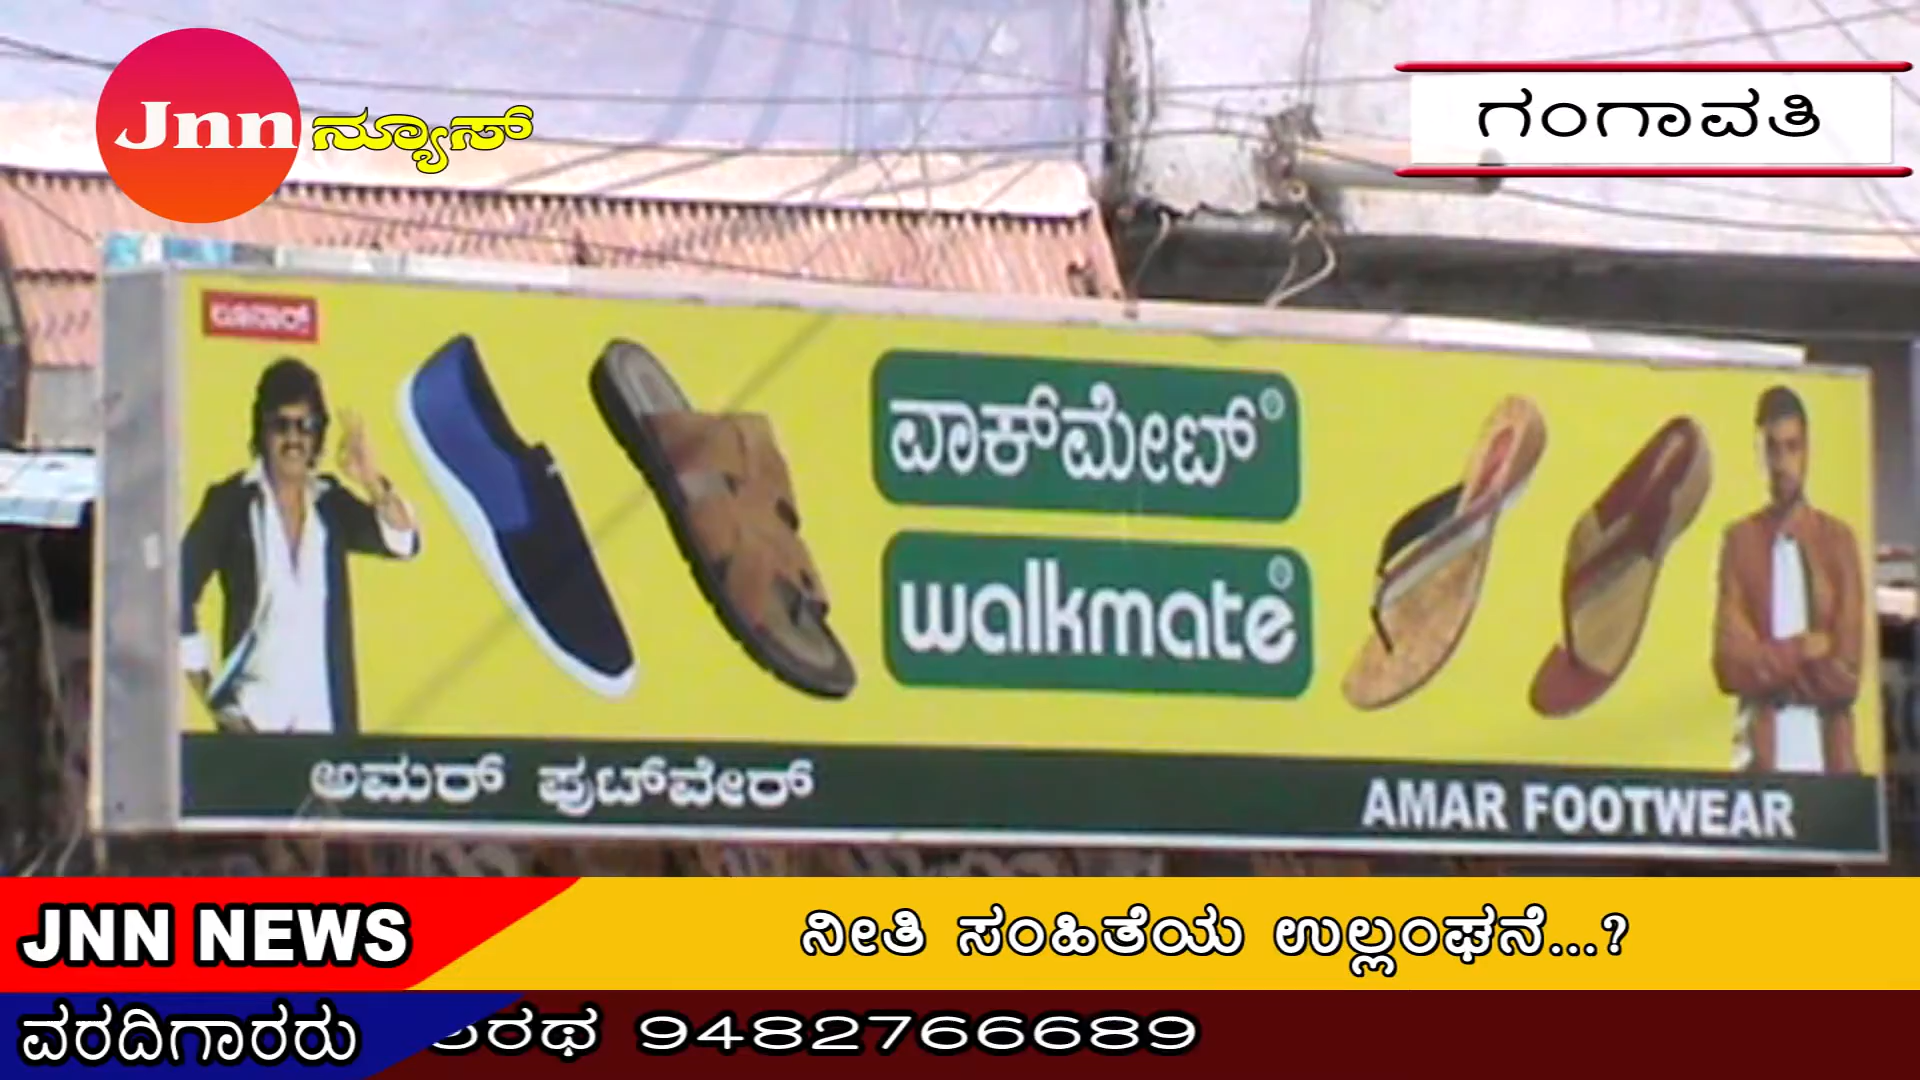 Jnn ನ್ಯೂಸ್
ಗಂಗಾವತಿ
ವಾಕ್‌ಮೇಟ್®
walkmate®
ಅಮರ್ ಫುಟ್‌ವೇರ್
AMAR FOOTWEAR
JNN NEWS
ನೀತಿ ಸಂಹಿತೆಯ ಉಲ್ಲಂಘನೆ...?
ವರದಿಗಾರರು
9482766689